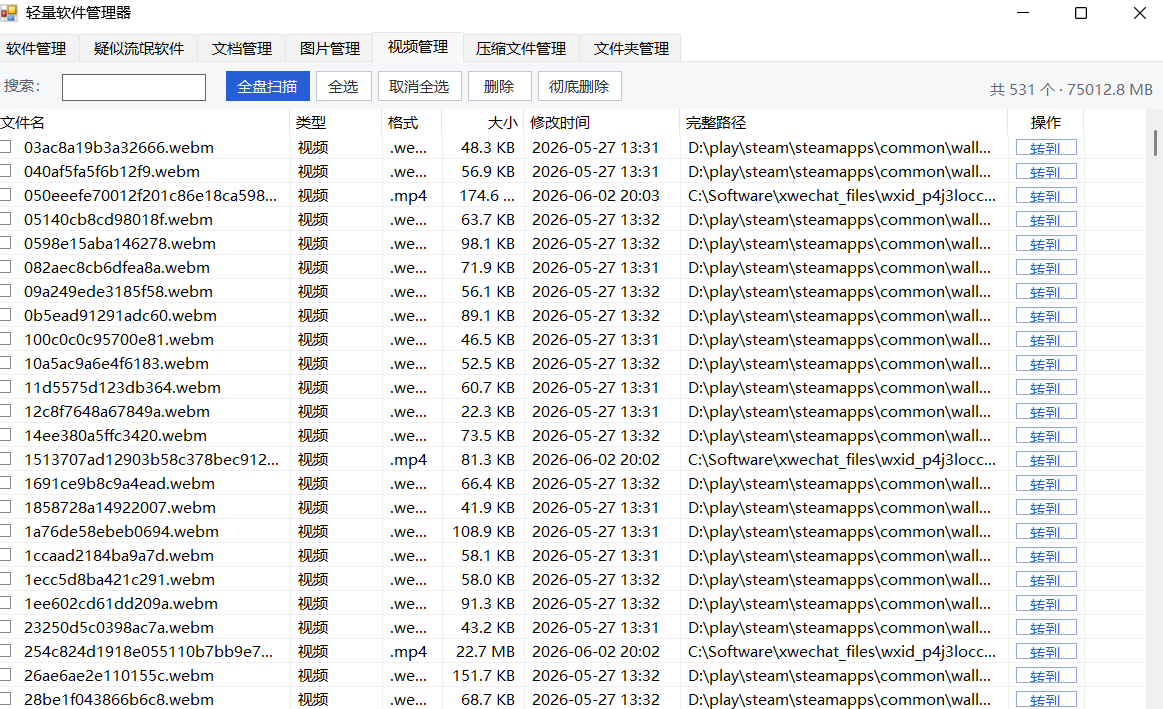 轻量软件管理器
软件管理 疑似流氓软件 文档管理 图片管理 视频管理 压缩文件管理 文件夹管理
搜索: 全盘扫描 全选 取消全选 删除 彻底删除 共 531 个 · 75012.8 MB
文件名 类型 格式 大小 修改时间 完整路径 操作
03ac8a19b3a32666.webm 视频 .we... 48.3 KB 2026-05-27 13:31 D:\play\steam\steamapps\common\wall... 转到
040af5fa5f6b12f9.webm 视频 .we... 56.9 KB 2026-05-27 13:31 D:\play\steam\steamapps\common\wall... 转到
050eeefe70012f201c86e18ca598... 视频 .mp4 174.6 ... 2026-06-02 20:03 C:\Software\xwechat_files\wxid_p4j3locc... 转到
05140cb8cd98018f.webm 视频 .we... 63.7 KB 2026-05-27 13:32 D:\play\steam\steamapps\common\wall... 转到
0598e15aba146278.webm 视频 .we... 98.1 KB 2026-05-27 13:32 D:\play\steam\steamapps\common\wall... 转到
082aec8cb6dfea8a.webm 视频 .we... 71.9 KB 2026-05-27 13:31 D:\play\steam\steamapps\common\wall... 转到
09a249ede3185f58.webm 视频 .we... 56.1 KB 2026-05-27 13:32 D:\play\steam\steamapps\common\wall... 转到
0b5ead91291adc60.webm 视频 .we... 89.1 KB 2026-05-27 13:32 D:\play\steam\steamapps\common\wall... 转到
100c0c0c95700e81.webm 视频 .we... 46.5 KB 2026-05-27 13:31 D:\play\steam\steamapps\common\wall... 转到
10a5ac9a6e4f6183.webm 视频 .we... 52.5 KB 2026-05-27 13:32 D:\play\steam\steamapps\common\wall... 转到
11d5575d123db364.webm 视频 .we... 60.7 KB 2026-05-27 13:31 D:\play\steam\steamapps\common\wall... 转到
12c8f7648a67849a.webm 视频 .we... 22.3 KB 2026-05-27 13:31 D:\play\steam\steamapps\common\wall... 转到
14ee380a5ffc3420.webm 视频 .we... 73.5 KB 2026-05-27 13:32 D:\play\steam\steamapps\common\wall... 转到
1513707ad12903b58c378bec912... 视频 .mp4 81.3 KB 2026-06-02 20:02 C:\Software\xwechat_files\wxid_p4j3locc... 转到
1691ce9b8c9a4ead.webm 视频 .we... 66.4 KB 2026-05-27 13:32 D:\play\steam\steamapps\common\wall... 转到
1858728a14922007.webm 视频 .we... 41.9 KB 2026-05-27 13:31 D:\play\steam\steamapps\common\wall... 转到
1a76de58ebeb0694.webm 视频 .we... 108.9 KB 2026-05-27 13:31 D:\play\steam\steamapps\common\wall... 转到
1ccaad2184ba9a7d.webm 视频 .we... 58.1 KB 2026-05-27 13:31 D:\play\steam\steamapps\common\wall... 转到
1ecc5d8ba421c291.webm 视频 .we... 58.0 KB 2026-05-27 13:32 D:\play\steam\steamapps\common\wall... 转到
1ee602cd61dd209a.webm 视频 .we... 91.3 KB 2026-05-27 13:32 D:\play\steam\steamapps\common\wall... 转到
23250d5c0398ac7a.webm 视频 .we... 43.2 KB 2026-05-27 13:31 D:\play\steam\steamapps\common\wall... 转到
254c824d1918e055110b7bb9e7... 视频 .mp4 22.7 MB 2026-06-02 20:02 C:\Software\xwechat_files\wxid_p4j3locc... 转到
26ae6ae2e110155c.webm 视频 .we... 151.7 KB 2026-05-27 13:32 D:\play\steam\steamapps\common\wall... 转到
28be1f043866b6c8.webm 视频 .we... 68.7 KB 2026-05-27 13:32 D:\play\steam\steamapps\common\wall... 转到